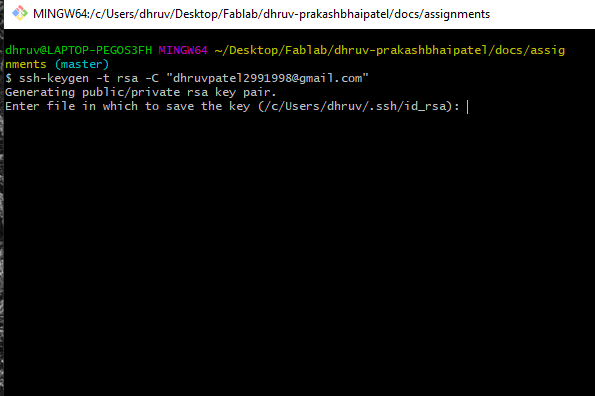 MINGW64:/c/Users/dhruv/Desktop/Fablab/dhruv-prakashbhaipatel/docs/assignments
dhruv@LAPTOP-PEGOS3FH MINGW64 ~/Desktop/Fablab/dhruv-prakashbhaipatel/docs/assig
nments (master)
$ ssh-keygen -t rsa -C "dhruvpatel2991998@gmail.com"
Generating public/private rsa key pair.
Enter file in which to save the key (/c/Users/dhruv/.ssh/id_rsa):